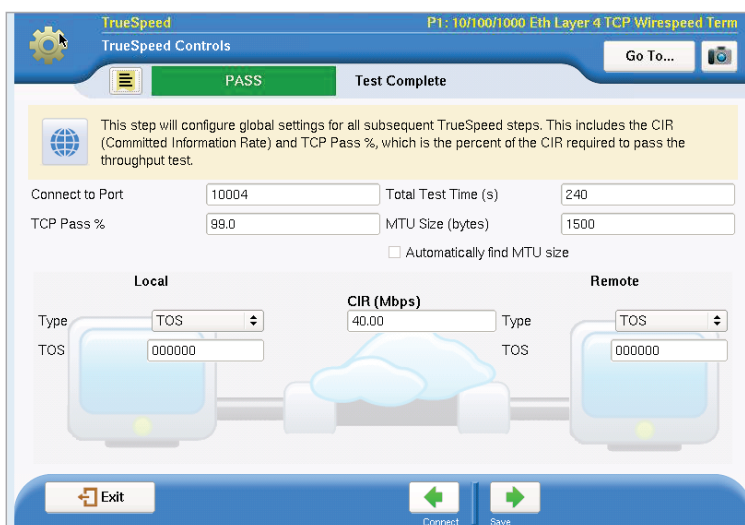 TrueSpeed
P1: 10/100/1000 Eth Layer 4 TCP Wirespeed Term
TrueSpeed Controls
Go To...
PASS
Test Complete
This step will configure global settings for all subsequent TrueSpeed steps. This includes the CIR
(Committed Information Rate) and TCP Pass %, which is the percent of the CIR required to pass the
throughput test.
Connect to Port
10004
Total Test Time (s)
240
TCP Pass %
99.0
MTU Size (bytes)
1500
Automatically find MTU size
Local
Remote
CIR (Mbps)
Type
TOS
40.00
Type
TOS
TOS
000000
TOS
000000
Exit
Connect
Save